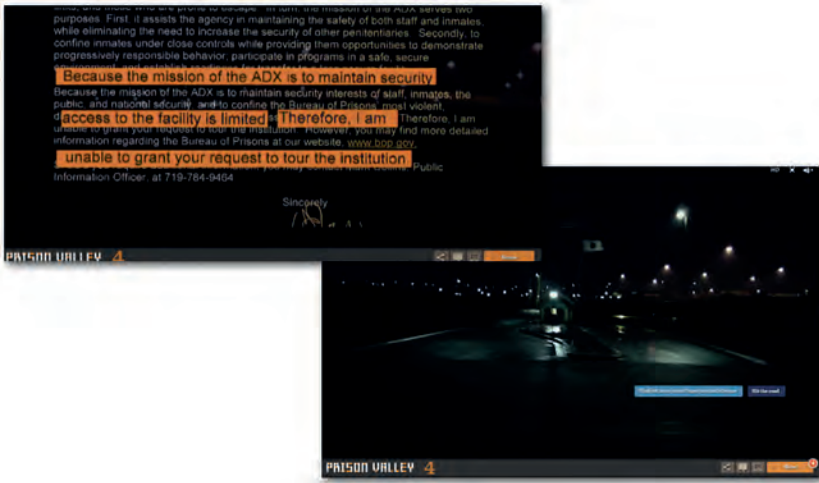 and those who are prone to escape. In turn, the mission of the ADX serves two
purposes. First, it assists the agency in maintaining the safety of both staff and inmates,
while eliminating the need to increase the security of other penitentiaries. Secondly, to
confine inmates under close controls while providing them opportunities to demonstrate
progressively responsible behavior, participate in programs in a safe, secure
Because the mission of the ADX is to maintain security
Because the mission of the ADX is to maintain security interests of staff, inmates, the
public, and national security, and to confine the Bureau of Prisons' most violent,
access to the facility is limited. Therefore, I am
Therefore, I am
unable to grant your request to tour the institution. However, you may find more detailed
information regarding the Bureau of Prisons at our website, www.bop.gov.
unable to grant your request to tour the institution
Public
Information Officer, at 719-784-9464
Sincerely
PRISON VALLEY 4
HD
Hit the road
PRISON VALLEY 4